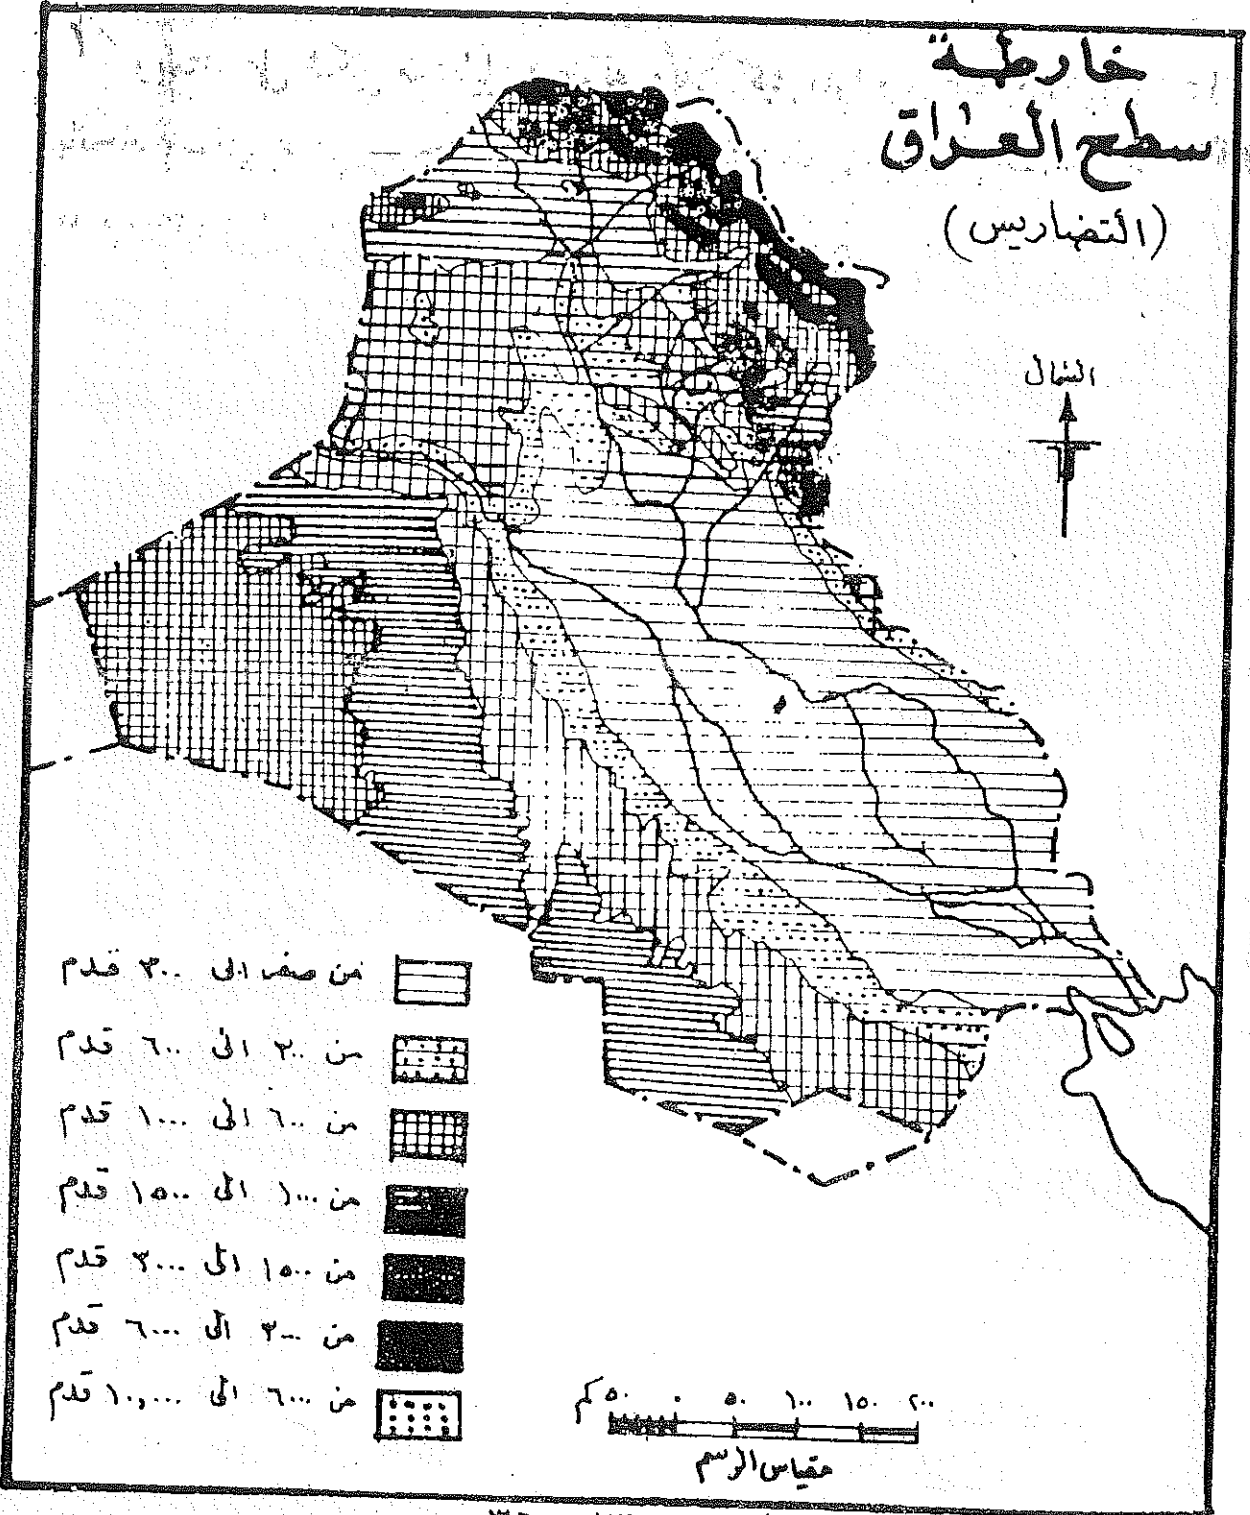 خارطة
سطح العراق
(التضاريس)
الشمال
من صفر الى ٣٠٠ قدم
من ٣٠٠ الى ٦٠٠ قدم
من ٦٠٠ الى ١٠٠٠ قدم
من ١٠٠٠ الى ١٥٠٠ قدم
من ١٥٠٠ الى ٣٠٠٠ قدم
من ٣٠٠٠ الى ٦٠٠٠ قدم
من ٦٠٠٠ الى ١٠,٠٠٠ قدم
كم ٥٠ ٠ ٥٠ ١٠٠ ١٥٠ ٢٠٠
مقياس الرسم